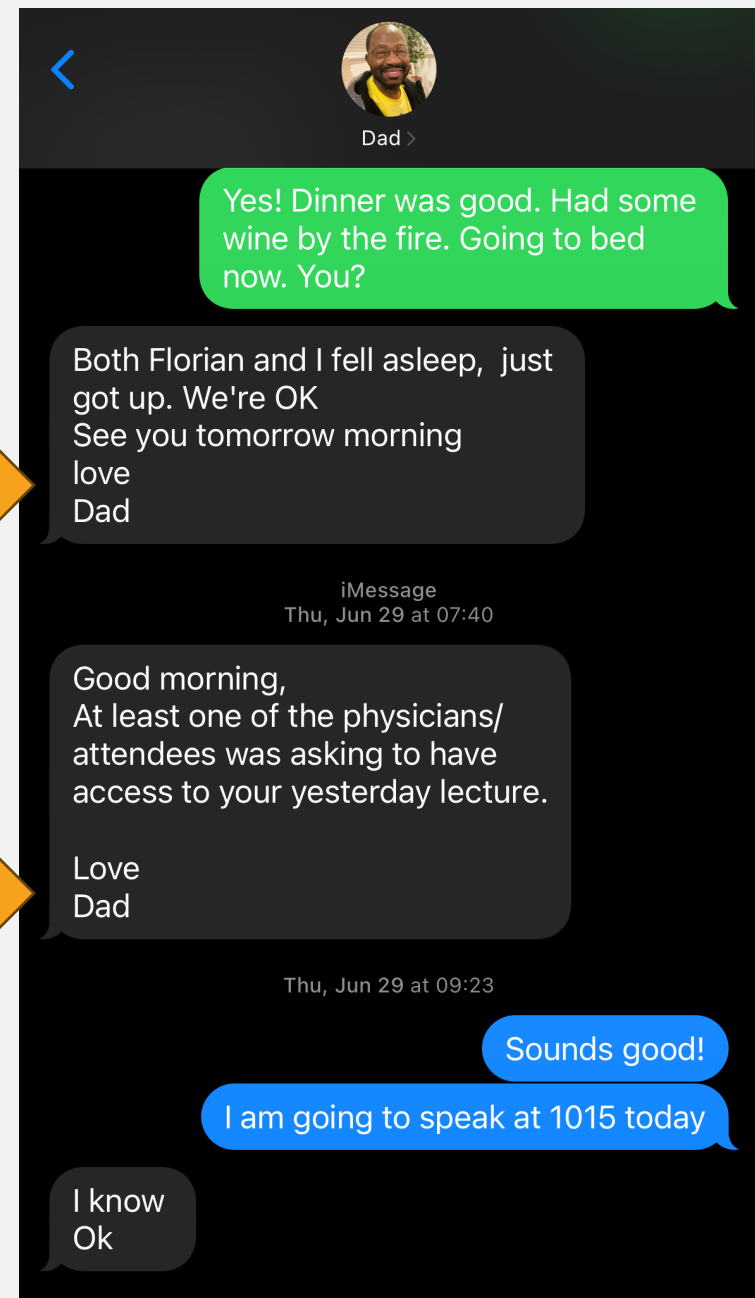 Dad
Yes! Dinner was good. Had some
wine by the fire. Going to bed
now. You?
Both Florian and I fell asleep,  just
got up. We're OK
See you tomorrow morning
love
Dad
iMessage
Thu, Jun 29 at 07:40
Good morning,
At least one of the physicians/
attendees was asking to have
access to your yesterday lecture.
Love
Dad
Thu, Jun 29 at 09:23
Sounds good!
I am going to speak at 1015 today
I know
Ok